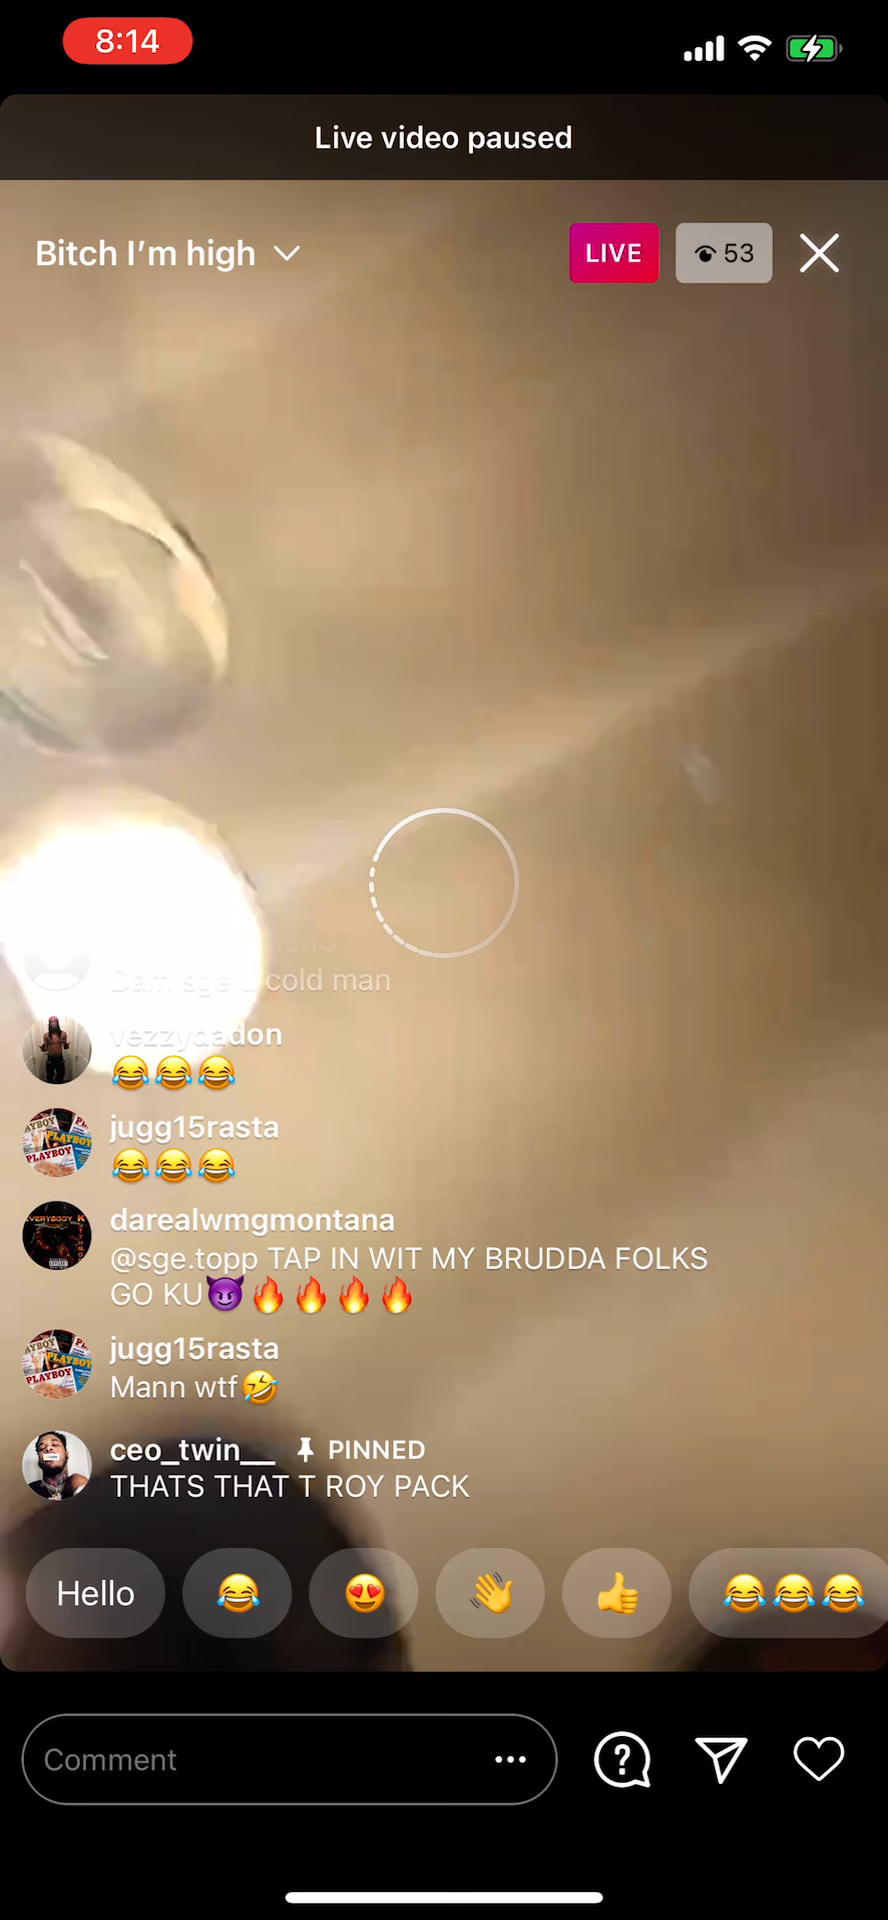 8:14
Live video paused
Bitch I'm high
LIVE
53
cold man
vezzydadon
😂😂😂
jugg15rasta
😂😂😂
darealwmgmontana
@sge.topp TAP IN WIT MY BRUDDA FOLKS
GO KU😈🔥🔥🔥🔥
jugg15rasta
Mann wtf🤣
ceo_twin__ PINNED
THATS THAT T ROY PACK
Hello 😂 😍 👋 👍 😂😂😂
Comment